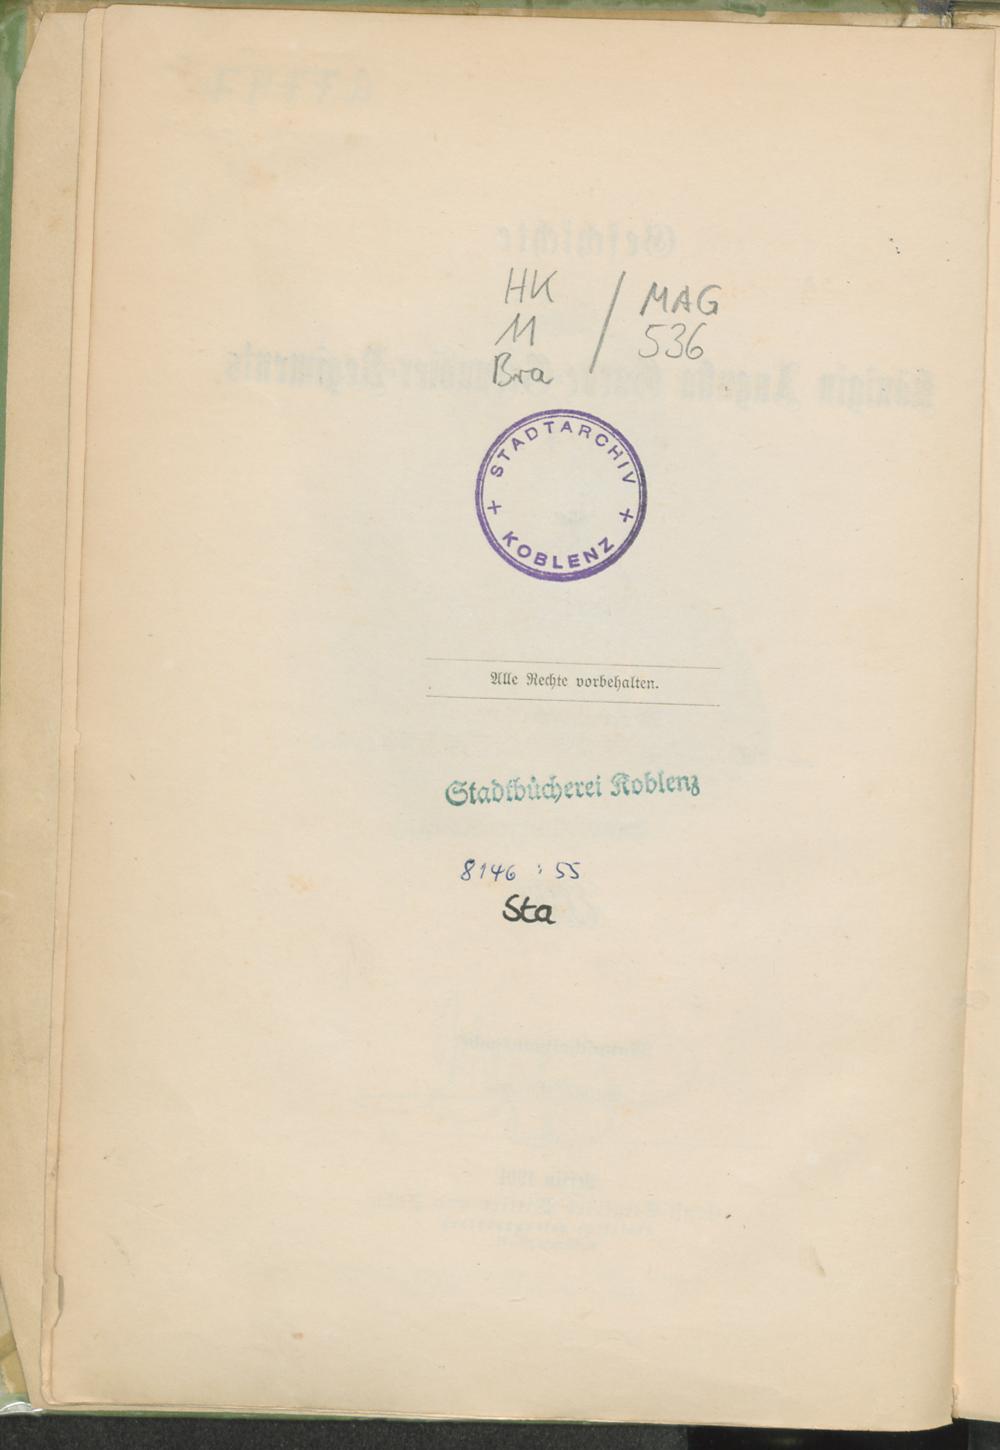 HK / MAG
11 536
Bra
STADTARCHIV
+ KOBLENZ +
Alle Rechte vorbehalten.
Stadtbücherei Koblenz
8146 : 55
Sta